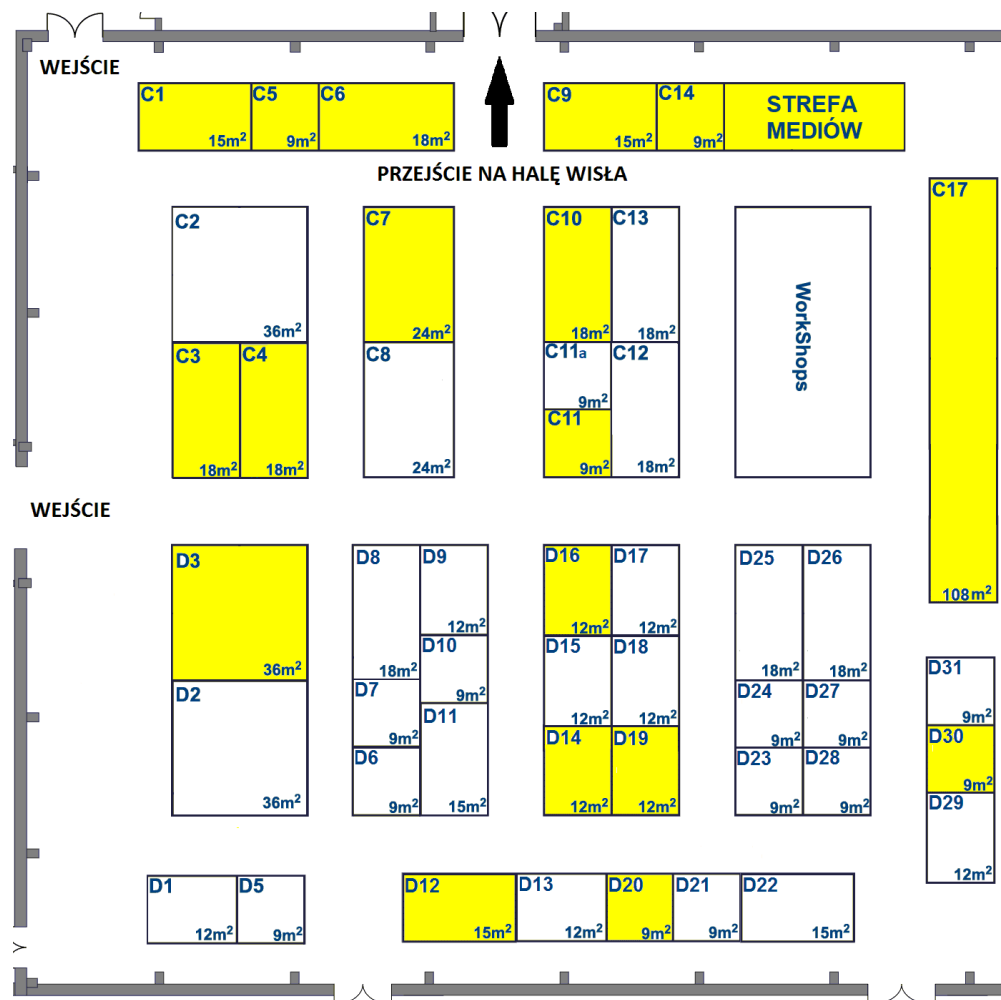 WEJŚCIE
C1
15m²
C5
9m²
C6
18m²
C9
15m²
C14
9m²
STREFA
MEDIÓW
PRZEJŚCIE NA HALĘ WISŁA
C17
108m²
C2
36m²
C7
24m²
C10
18m²
C13
18m²
WorkShops
C3
18m²
C4
18m²
C8
24m²
C11a
9m²
C12
18m²
C11
9m²
WEJŚCIE
D3
36m²
D8
18m²
D9
12m²
D16
12m²
D17
12m²
D25
18m²
D26
18m²
D10
9m²
D15
12m²
D18
12m²
D31
9m²
D2
36m²
D7
9m²
D11
15m²
D24
9m²
D27
9m²
D14
12m²
D19
12m²
D30
9m²
D6
9m²
D23
9m²
D28
9m²
D29
12m²
D1
12m²
D5
9m²
D12
15m²
D13
12m²
D20
9m²
D21
9m²
D22
15m²